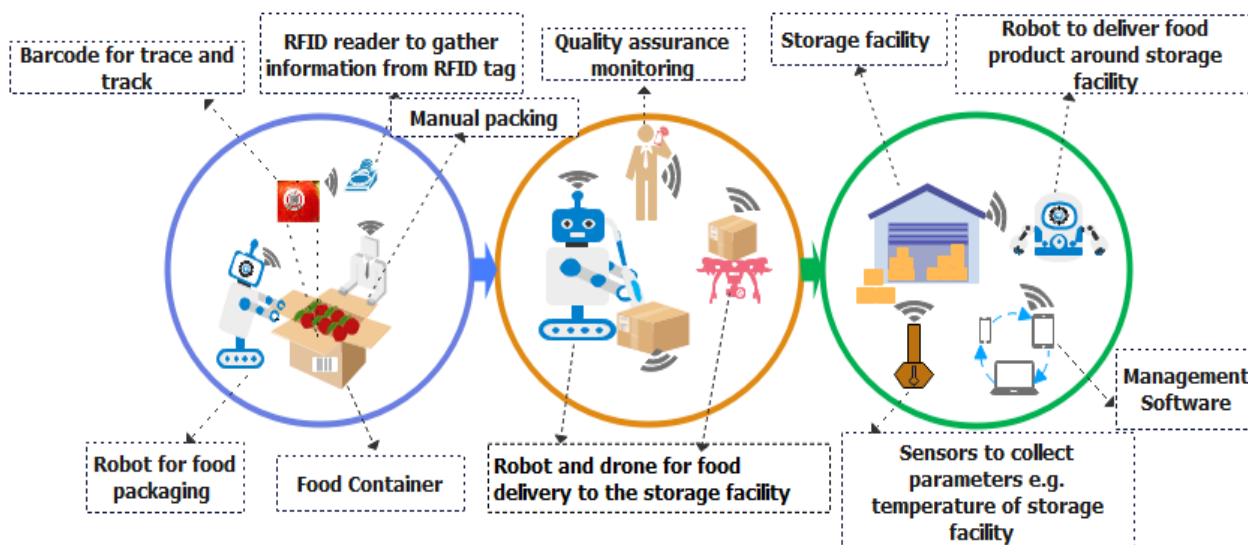 Barcode for trace and
track
RFID reader to gather
information from RFID tag
Manual packing
Quality assurance
monitoring
Storage facility
Robot to deliver food
product around storage
facility
Robot for food
packaging
Food Container
Robot and drone for food
delivery to the storage facility
Sensors to collect
parameters e.g.
temperature of storage
facility
Management
Software